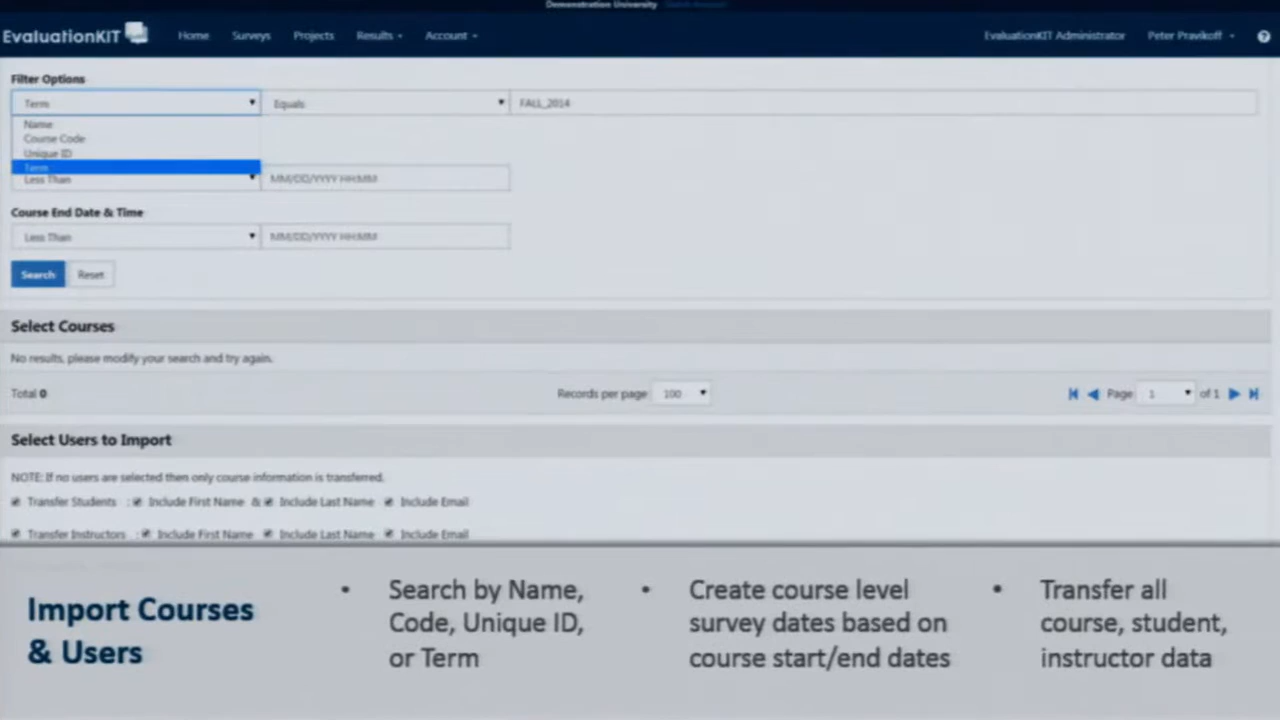 Demonstration University
EvaluationKIT Home Surveys Projects Results Account EvaluationKIT Administrator Peter Pravikoff ?
Filter Options
Term Equals FALL_2014
Name
Course Code
Unique ID
Term
Less Than MM/DD/YYYY HH:MM
Course End Date & Time
Less Than MM/DD/YYYY HH:MM
Search Reset
Select Courses
No results, please modify your search and try again.
Total 0 Records per page 100 Page 1 of 1
Select Users to Import
NOTE: If no users are selected then only course information is transferred.
Transfer Students : Include First Name & Include Last Name Include Email
Transfer Instructors : Include First Name Include Last Name Include Email
Import Courses
& Users
• Search by Name,
Code, Unique ID,
or Term
• Create course level
survey dates based on
course start/end dates
• Transfer all
course, student,
instructor data